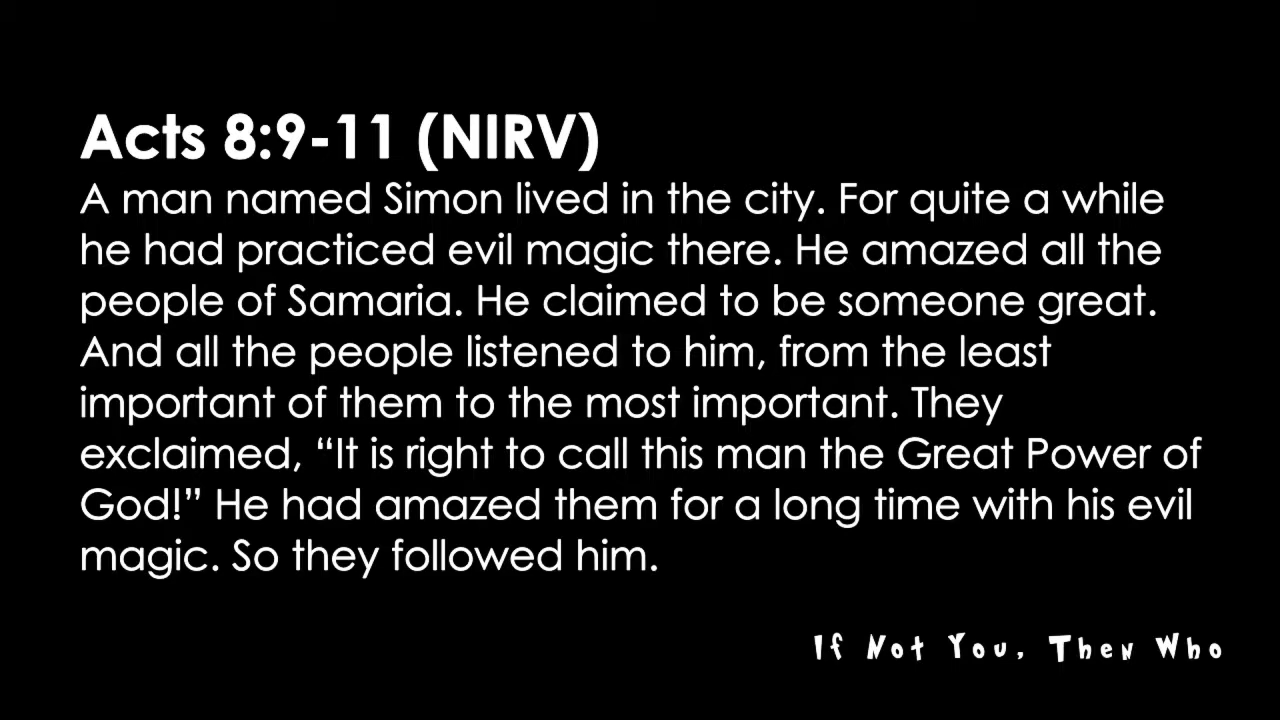 Acts 8:9-11 (NIRV)
A man named Simon lived in the city. For quite a while
he had practiced evil magic there. He amazed all the
people of Samaria. He claimed to be someone great.
And all the people listened to him, from the least
important of them to the most important. They
exclaimed, “It is right to call this man the Great Power of
God!” He had amazed them for a long time with his evil
magic. So they followed him.
If Not You, Then Who